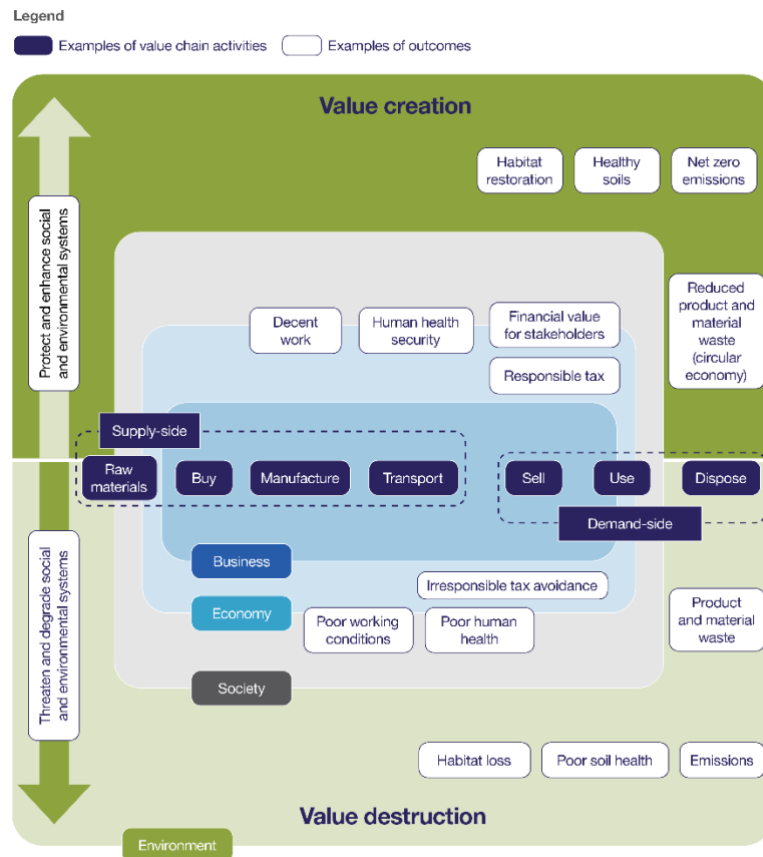 Legend
Examples of value chain activities
Examples of outcomes
Value creation
Habitat
restoration
Healthy
soils
Net zero
emissions
Protect and enhance social
and environmental systems
Reduced
product and
material
waste
(circular
economy)
Decent
work
Human health
security
Financial value
for stakeholders
Responsible tax
Supply-side
Raw
materials
Buy
Manufacture
Transport
Sell
Use
Dispose
Demand-side
Threaten and degrade social
and environmental systems
Business
Irresponsible tax avoidance
Economy
Poor working
conditions
Poor human
health
Product
and material
waste
Society
Habitat loss
Poor soil health
Emissions
Value destruction
Environment